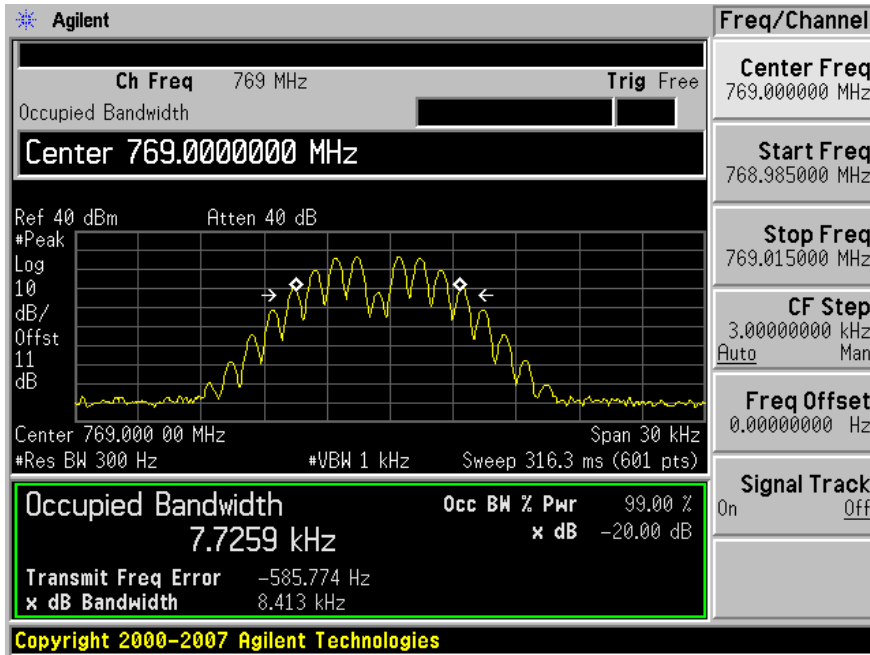 Agilent
Freq/Channel
Ch Freq 769 MHz Trig Free
Occupied Bandwidth
Center 769.0000000 MHz
Ref 40 dBm Atten 40 dB
#Peak
Log
10
dB/
Offst
11
dB
Center 769.000 00 MHz Span 30 kHz
#Res BW 300 Hz #VBW 1 kHz Sweep 316.3 ms (601 pts)
Occupied Bandwidth Occ BW % Pwr 99.00 %
7.7259 kHz x dB -20.00 dB
Transmit Freq Error -585.774 Hz
x dB Bandwidth 8.413 kHz
Center Freq
769.000000 MHz
Start Freq
768.985000 MHz
Stop Freq
769.015000 MHz
CF Step
3.00000000 kHz
Auto Man
Freq Offset
0.00000000 Hz
Signal Track
On Off
Copyright 2000-2007 Agilent Technologies